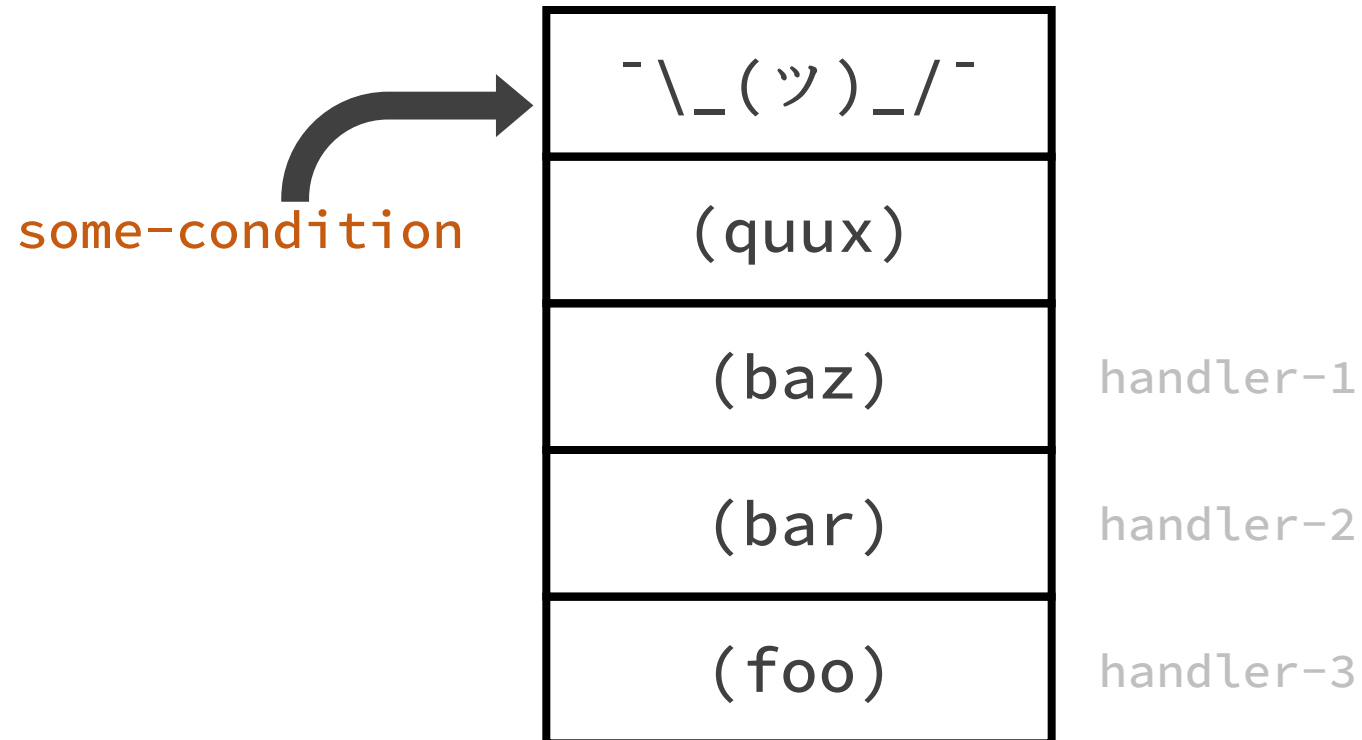 ¯\_(ツ)_/¯
some-condition
(quux)
(baz)
handler-1
(bar)
handler-2
(foo)
handler-3